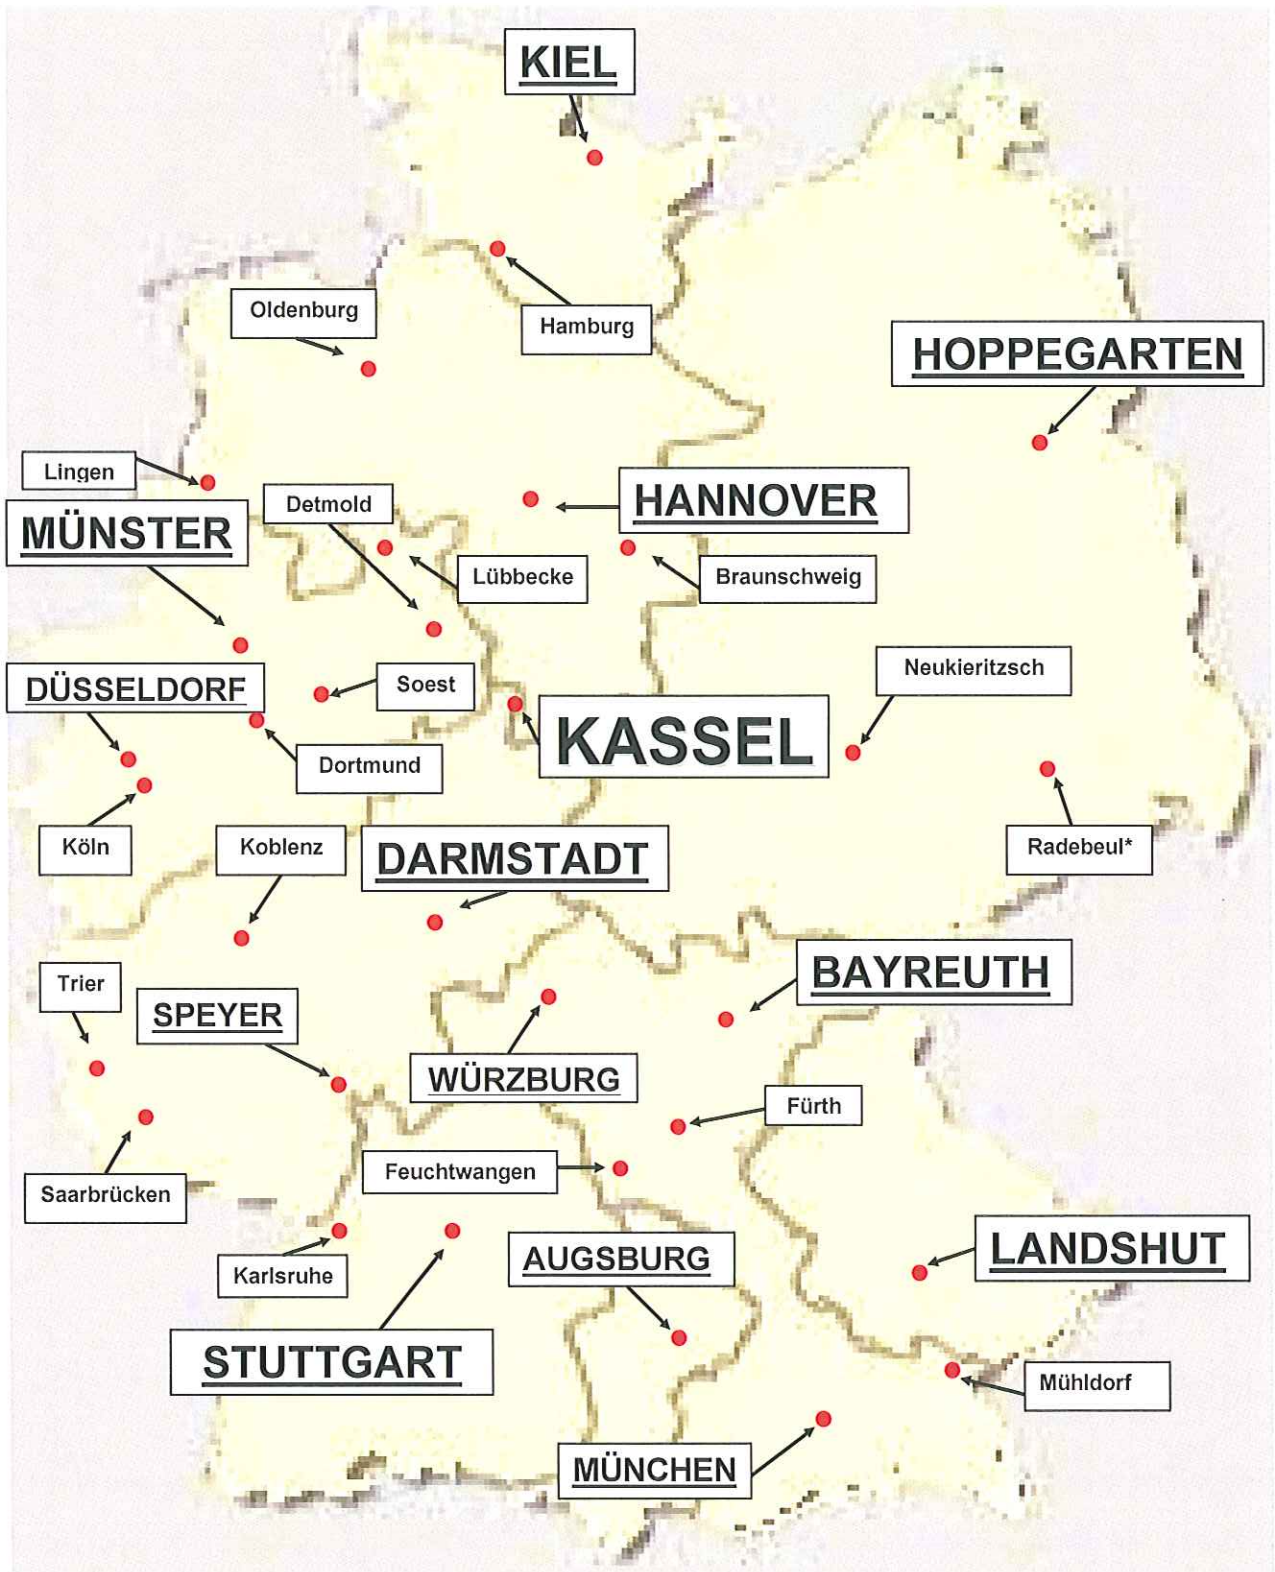 KIEL
Oldenburg
Hamburg
HOPPEGARTEN
Lingen
Detmold
HANNOVER
MÜNSTER
Lübbecke
Braunschweig
DÜSSELDORF
Soest
Neukieritzsch
KASSEL
Dortmund
Köln
Koblenz
DARMSTADT
Radebeul*
Trier
SPEYER
BAYREUTH
WÜRZBURG
Fürth
Saarbrücken
Feuchtwangen
Karlsruhe
AUGSBURG
LANDSHUT
STUTTGART
Mühldorf
MÜNCHEN